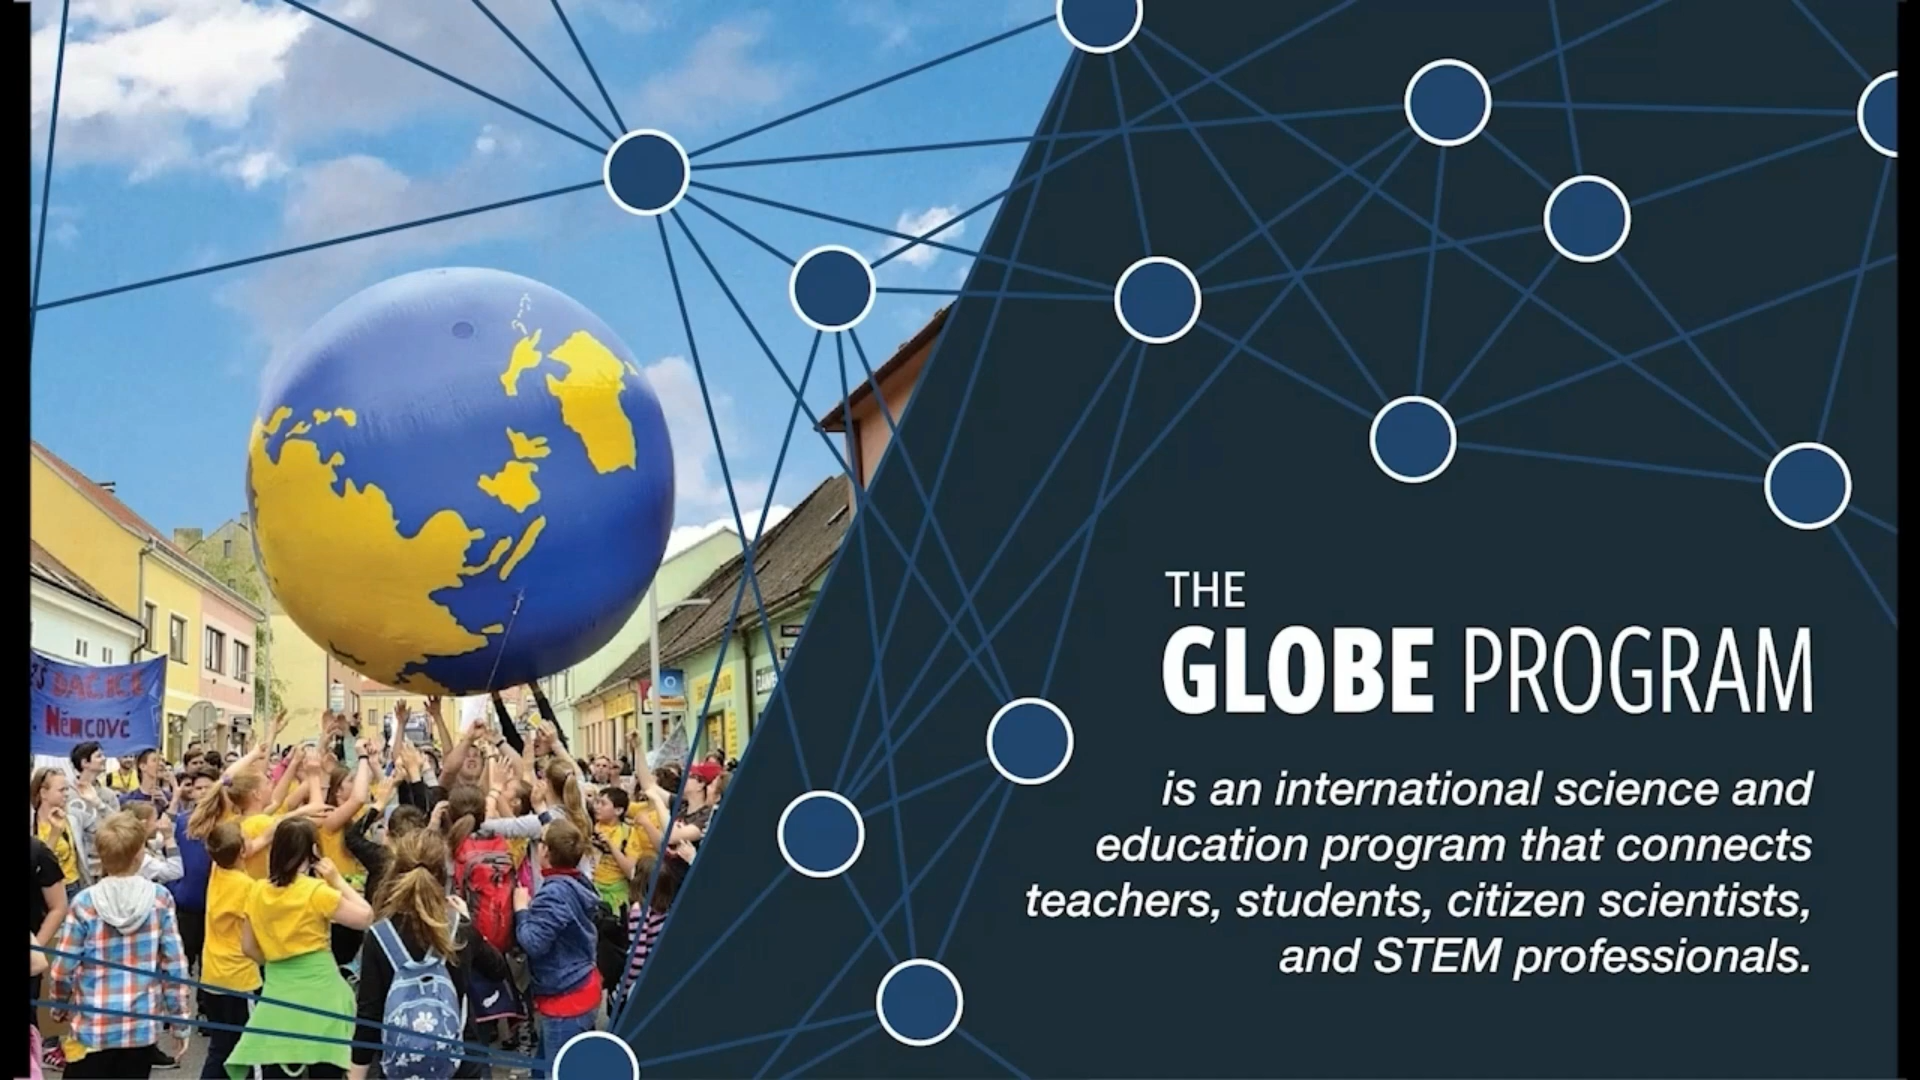 DAČICE
Němcové
THE
GLOBE PROGRAM
is an international science and
education program that connects
teachers, students, citizen scientists,
and STEM professionals.